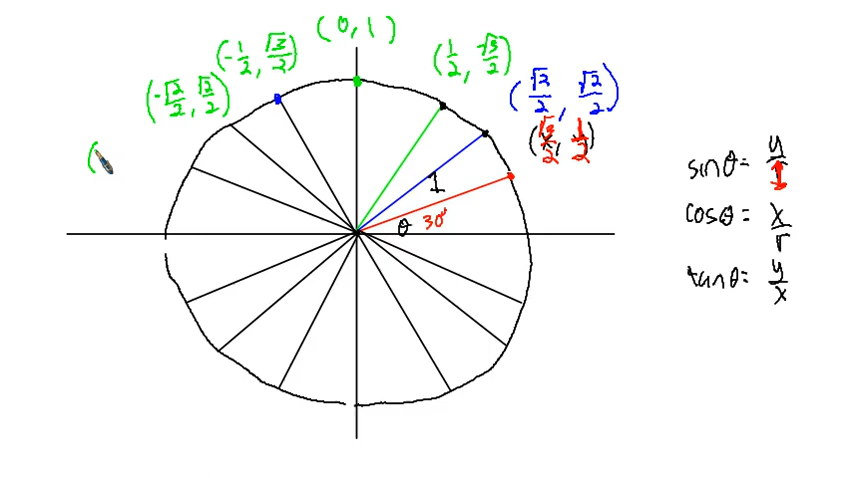 (0, 1)
(-1/2, √3/2)
(1/2, √3/2)
(-√2/2, √2/2)
(√2/2, √2/2)
(√3/2, 1/2)
(
1
θ 30°
sinθ = y/1
cosθ = x/r
tanθ = y/x